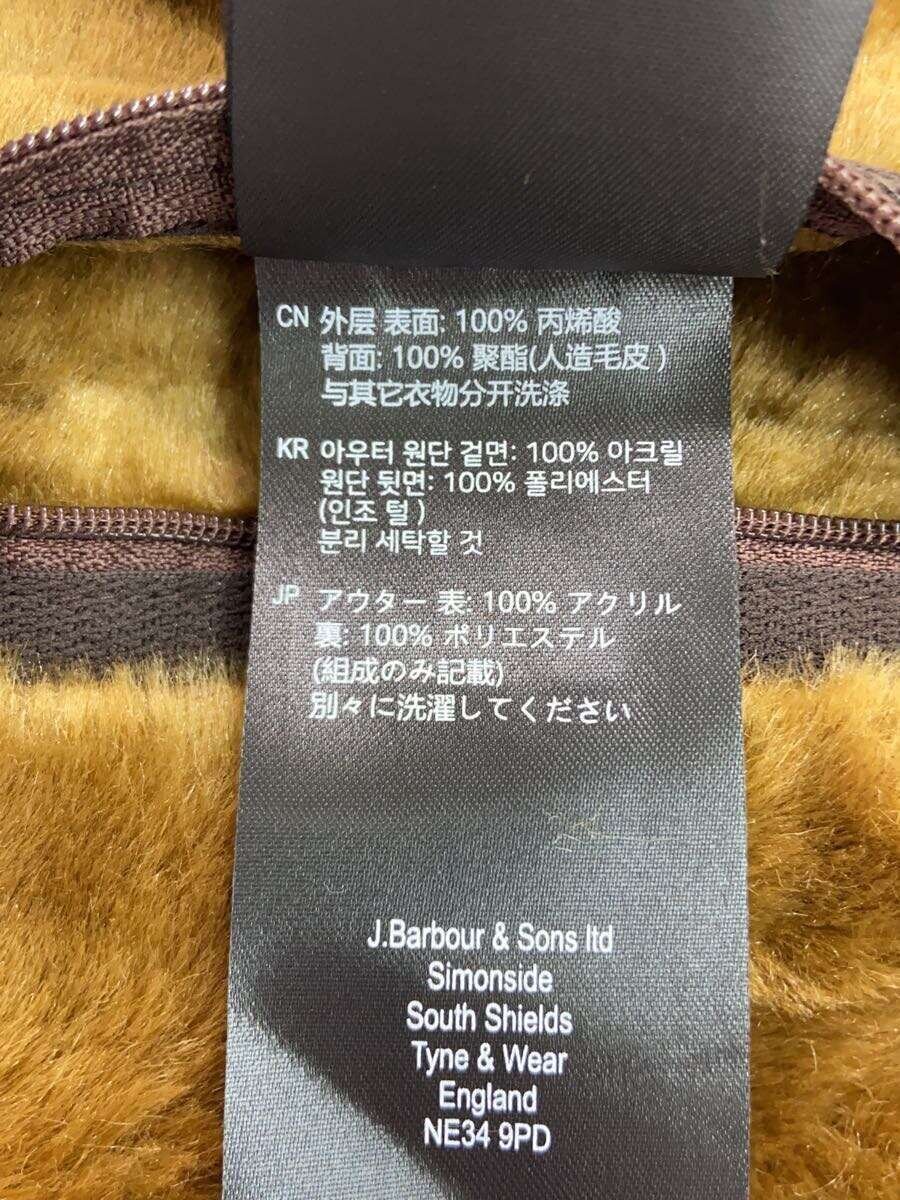 CN 外层 表面: 100% 丙烯酸
背面: 100% 聚酯(人造毛皮 )
与其它衣物分开洗涤
KR 아우터 원단 겉면: 100% 아크릴
원단 뒷면: 100% 폴리에스터
(인조 털 )
분리 세탁할 것
JP アウター 表: 100% アクリル
裏: 100% ポリエステル
(組成のみ記載)
別々に洗濯してください
J.Barbour & Sons ltd
Simonside
South Shields
Tyne & Wear
England
NE34 9PD